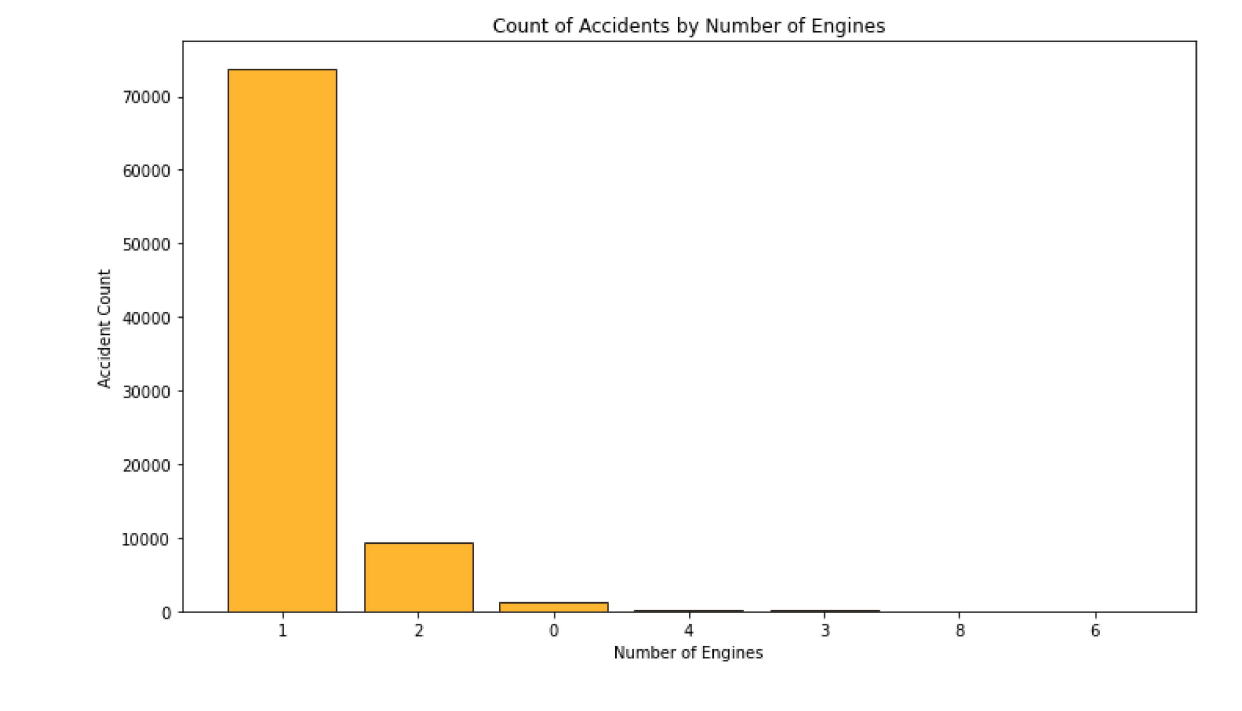 Count of Accidents by Number of Engines
Accident Count
70000
60000
50000
40000
30000
20000
10000
0
1 2 0 4 3 8 6
Number of Engines